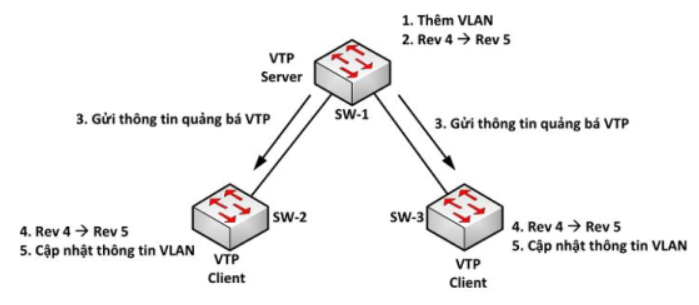 1. Thêm VLAN
2. Rev 4 → Rev 5
VTP
Server
SW-1
3. Gửi thông tin quảng bá VTP
3. Gửi thông tin quảng bá VTP
SW-2
4. Rev 4 → Rev 5
5. Cập nhật thông tin VLAN
VTP
Client
SW-3
4. Rev 4 → Rev 5
5. Cập nhật thông tin VLAN
VTP
Client